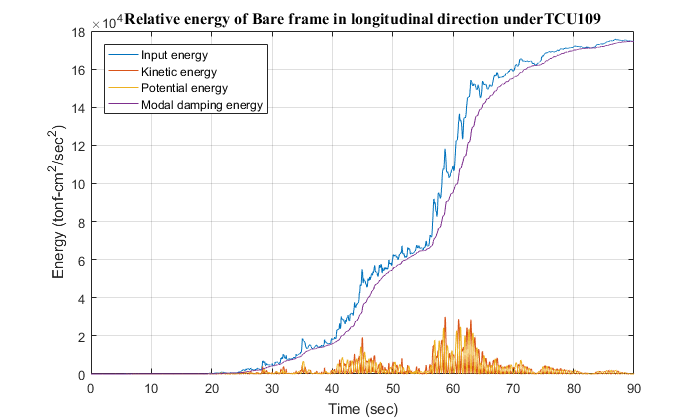 ×10⁴ Relative energy of Bare frame in longitudinal direction underTCU109
Input energy
Kinetic energy
Potential energy
Modal damping energy
Energy (tonf-cm²/sec²)
18
16
14
12
10
8
6
4
2
0
0 10 20 30 40 50 60 70 80 90
Time (sec)